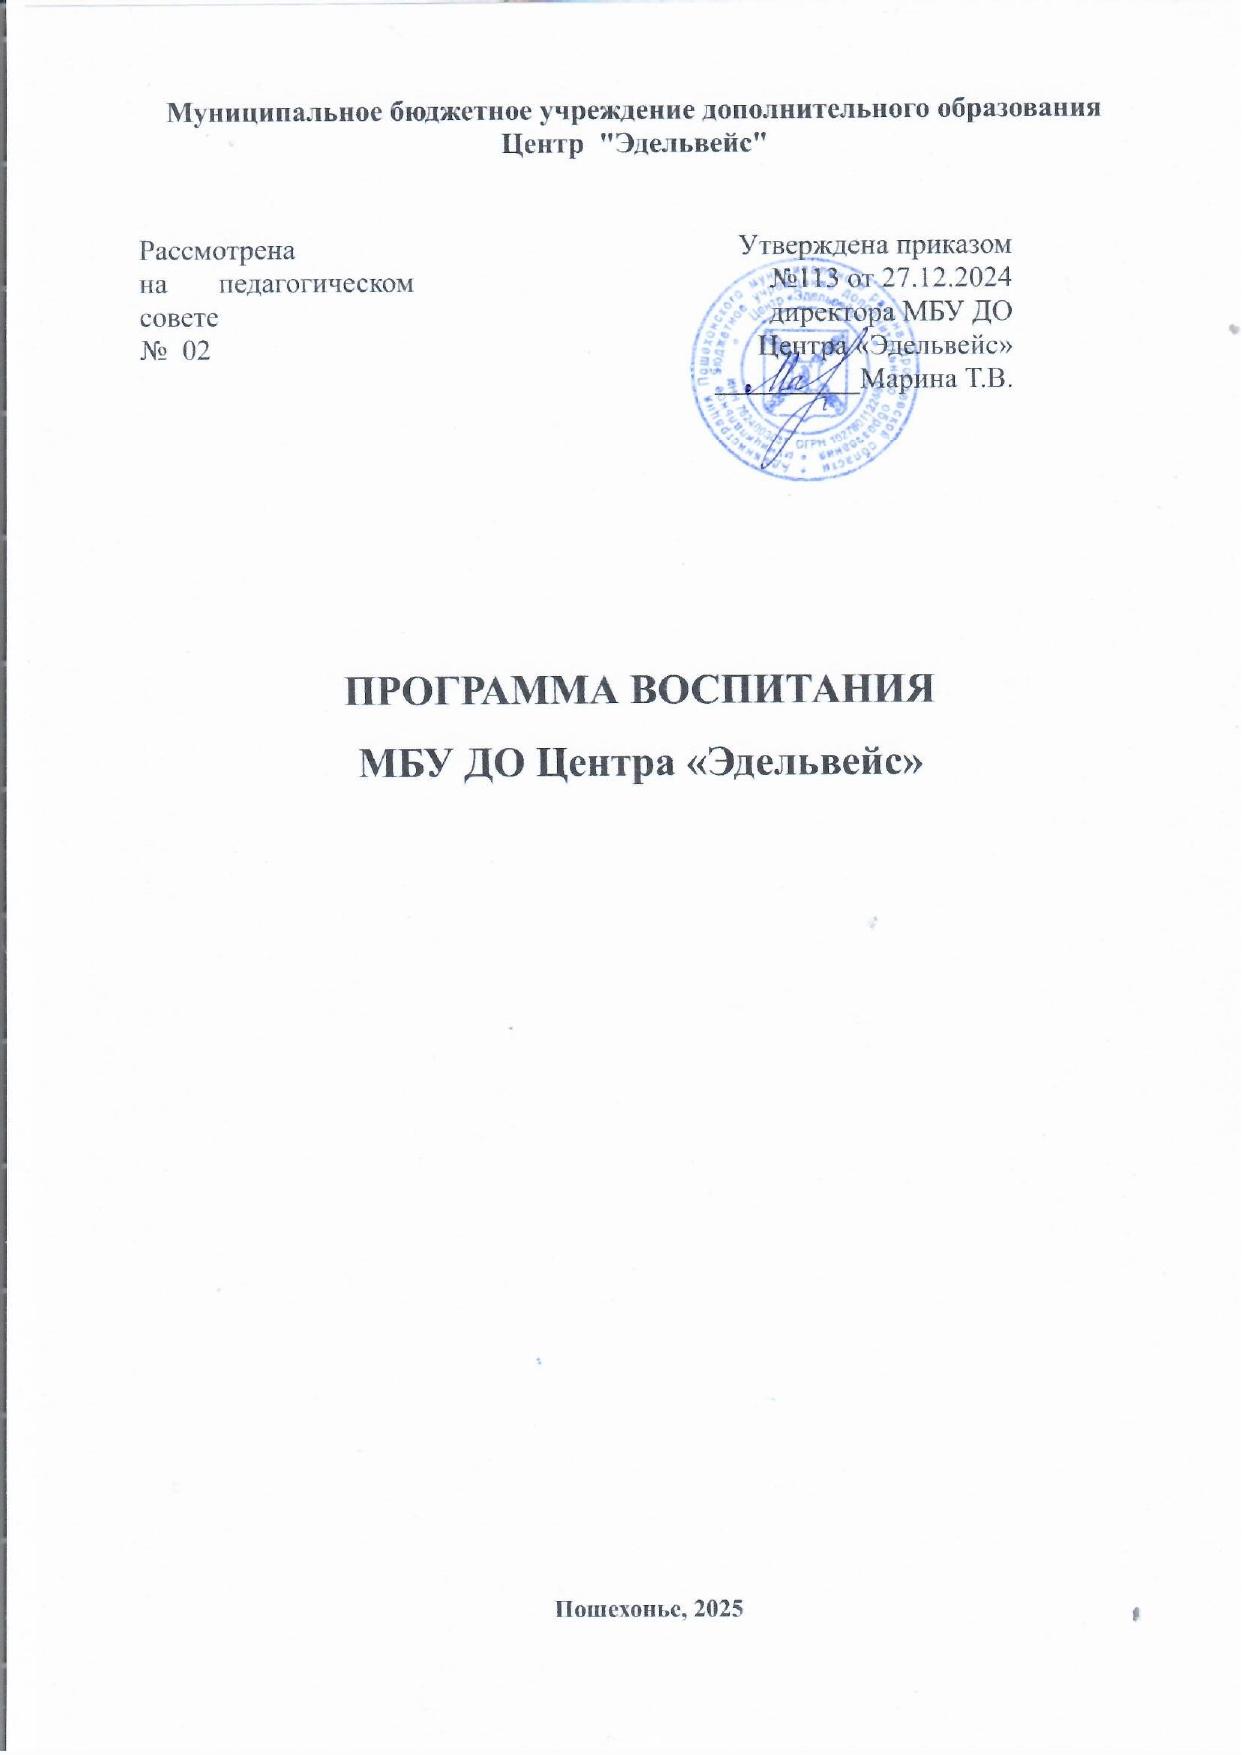 Муниципальное бюджетное учреждение дополнительного образования
Центр "Эдельвейс"
Рассмотрена
на педагогическом
совете
№ 02
Утверждена приказом
№113 от 27.12.2024
директора МБУ ДО
Центра «Эдельвейс»
__________Марина Т.В.
ПРОГРАММА ВОСПИТАНИЯ
МБУ ДО Центра «Эдельвейс»
Пошехонье, 2025